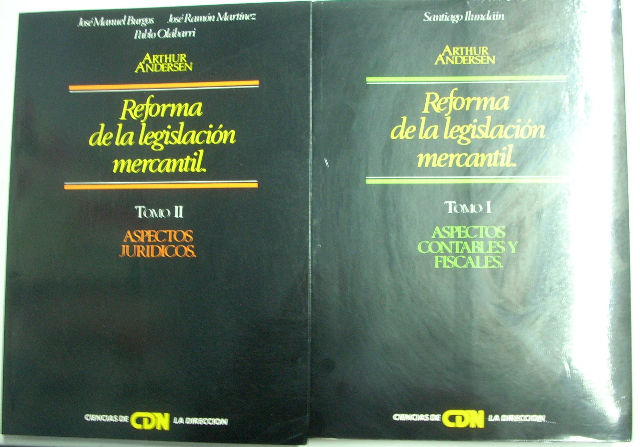 José Manuel Burgos José Ramón Martínez
Pablo Olábarri
ARTHUR
ANDERSEN
Reforma
de la legislación
mercantil.
TOMO II
ASPECTOS
JURIDICOS.
CIENCIAS DE CDN LA DIRECCION
Santiago Ilundáin
ARTHUR
ANDERSEN
Reforma
de la legislación
mercantil.
TOMO I
ASPECTOS
CONTABLES Y
FISCALES.
CIENCIAS DE CDN LA DIRECCION